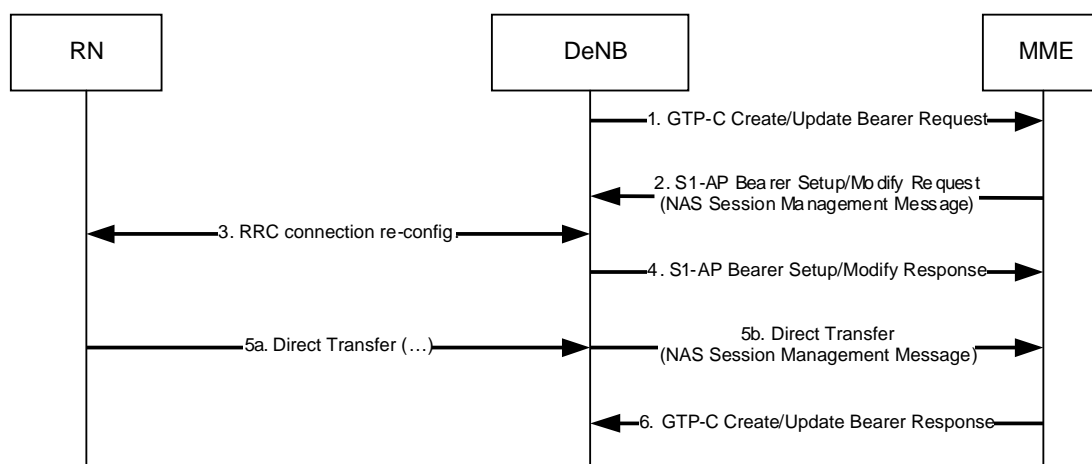 RN
DeNB
MME
1. GTP-C Create/Update Bearer Request
2. S1-AP Bearer Setup/Modify Request
(NAS Session Management Message)
3. RRC connection re-config.
4. S1-AP Bearer Setup/Modify Response
5a. Direct Transfer (…)
5b. Direct Transfer
(NAS Session Management Message)
6. GTP-C Create/Update Bearer Response